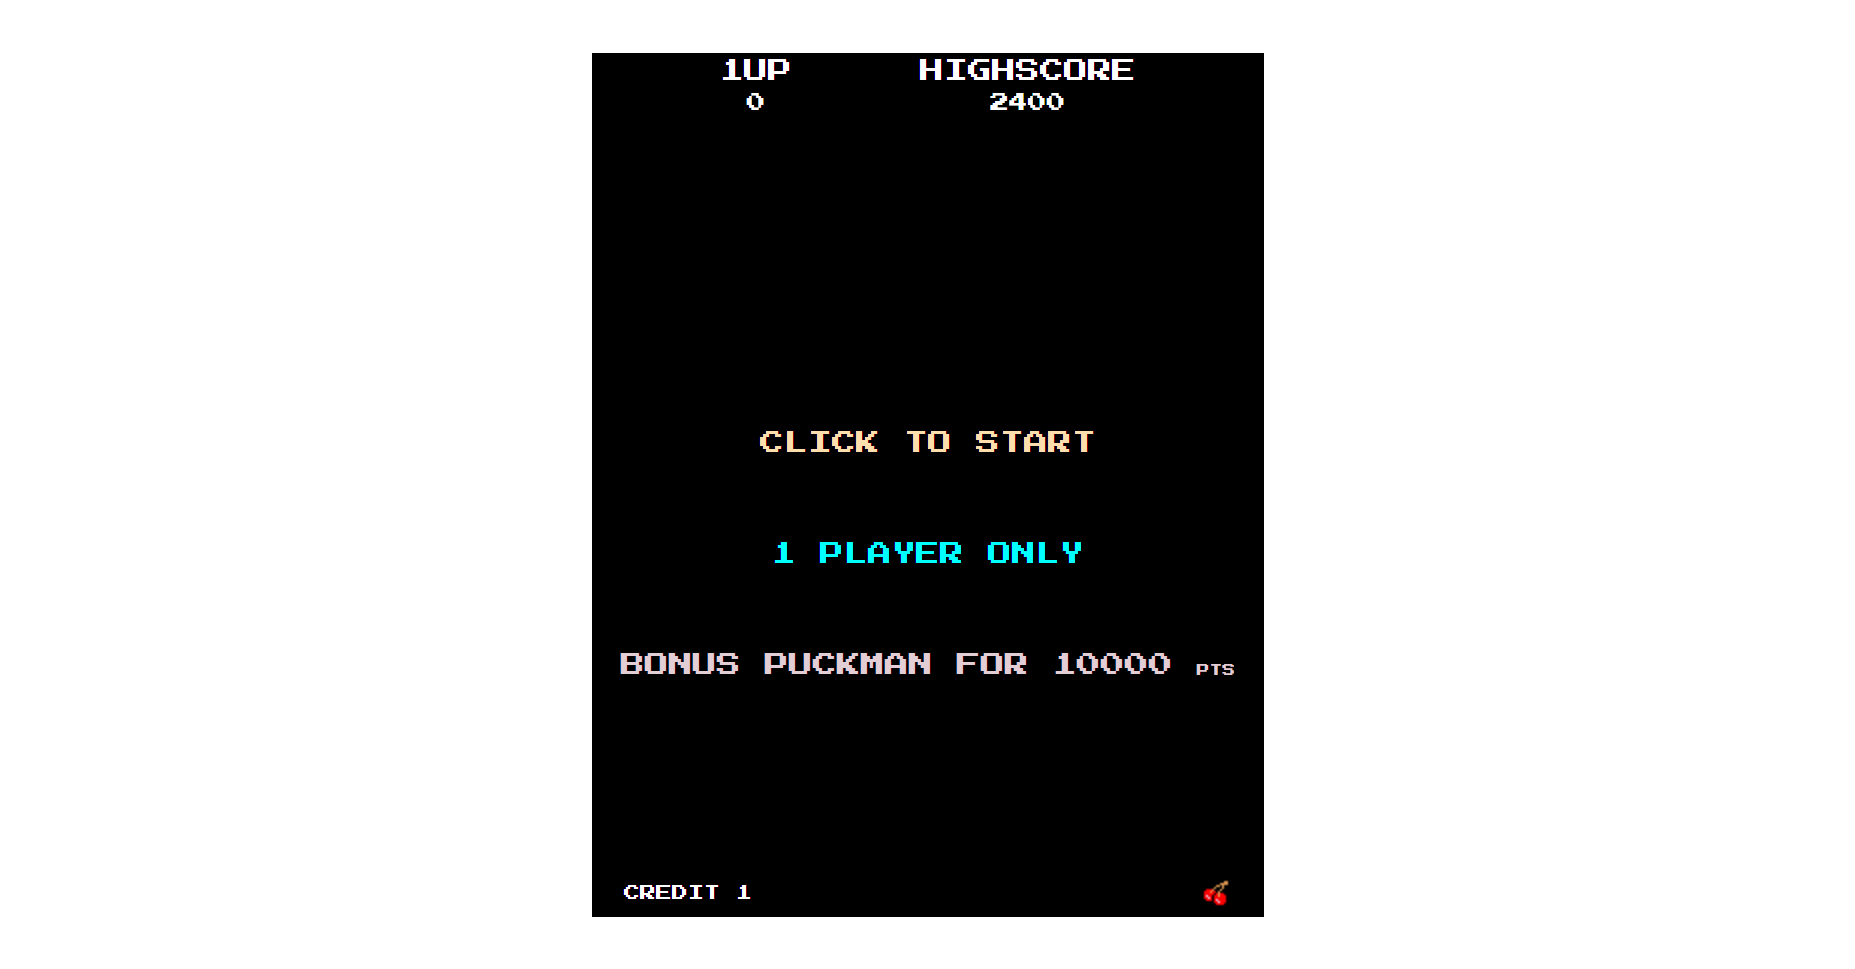 1UP HIGHSCORE
0 2400
CLICK TO START
1 PLAYER ONLY
BONUS PUCKMAN FOR 10000 PTS
CREDIT 1